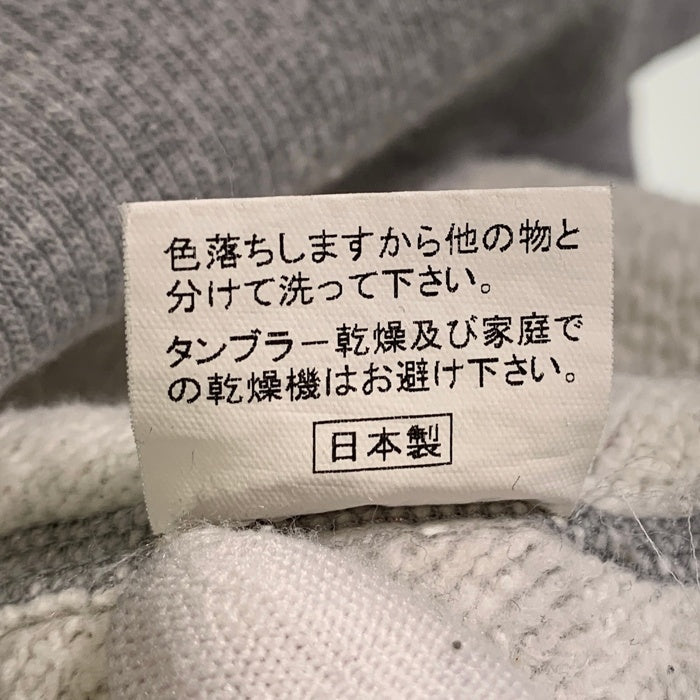 色落ちしますから他の物と
分けて洗って下さい。
タンブラー乾燥及び家庭で
の乾燥機はお避け下さい。
日本製